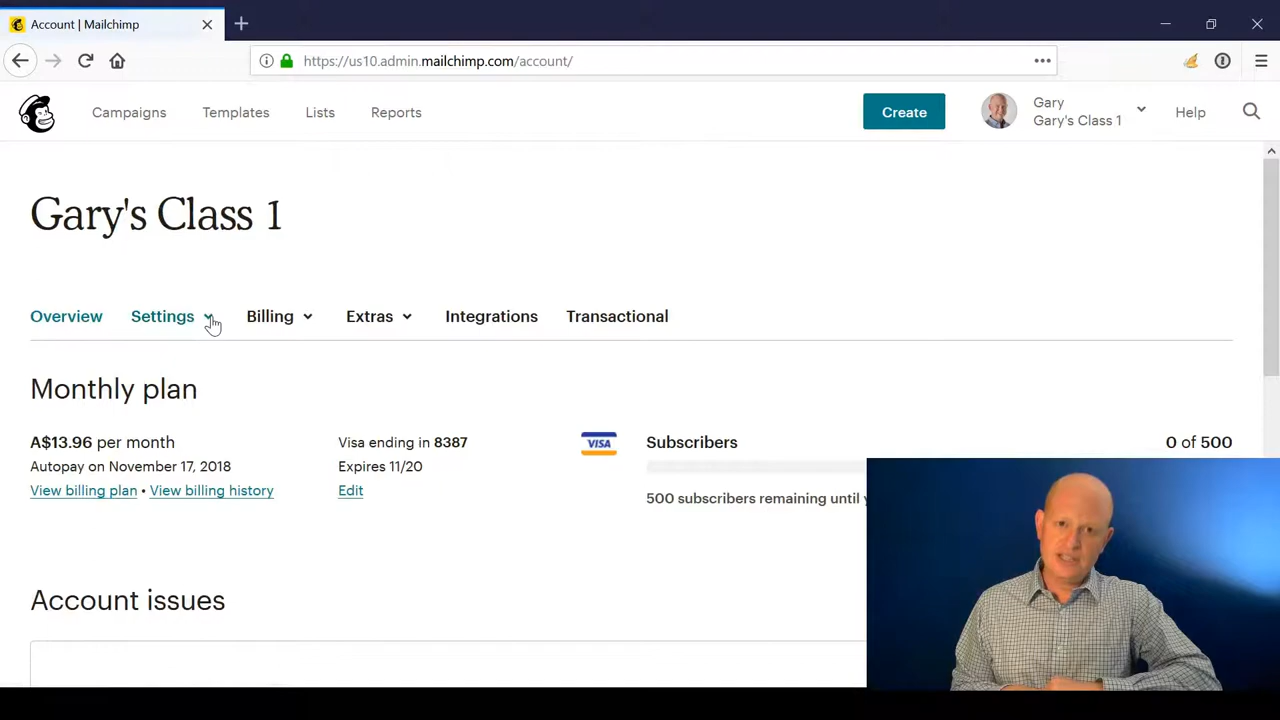 Account | Mailchimp
https://us10.admin.mailchimp.com/account/
Campaigns Templates Lists Reports Create Gary Help
Gary's Class 1
Gary's Class 1
Overview Settings Billing Extras Integrations Transactional
Monthly plan
A$13.96 per month Visa ending in 8387 VISA Subscribers 0 of 500
Autopay on November 17, 2018 Expires 11/20
View billing plan • View billing history Edit 500 subscribers remaining until
Account issues